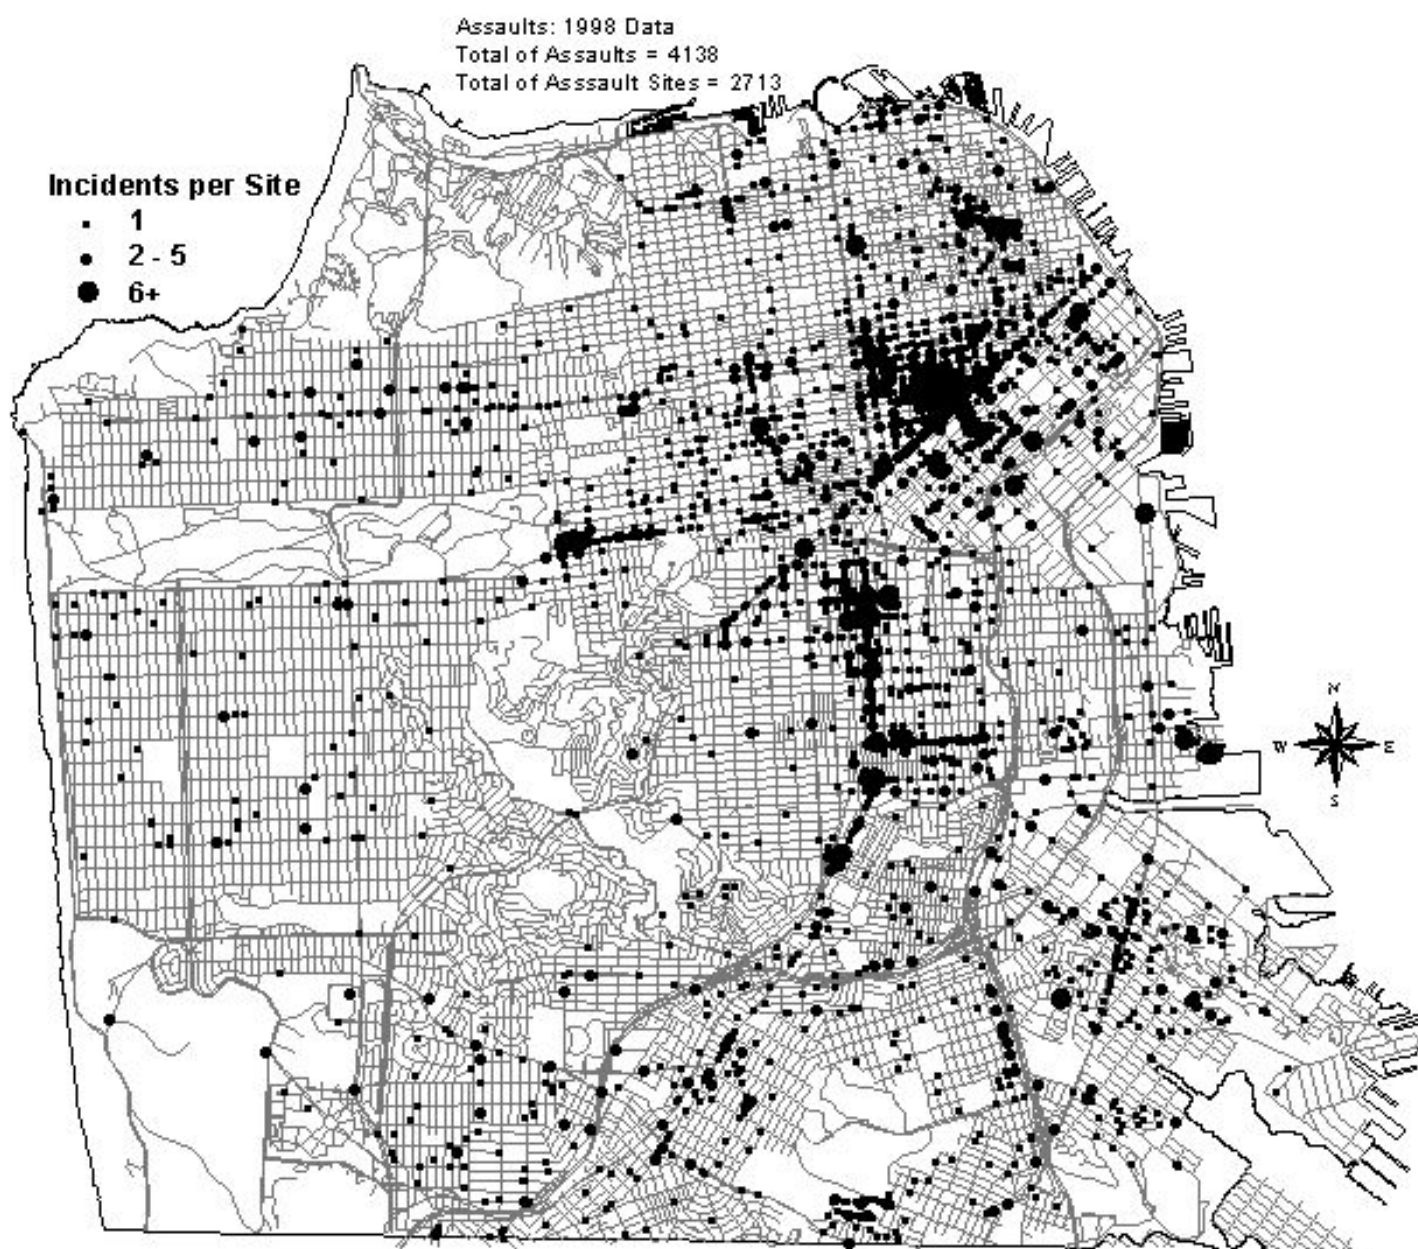 Assaults: 1998 Data
Total of Assaults = 4138
Total of Asssault Sites = 2713
Incidents per Site
1
2 - 5
6+
N
W E
S